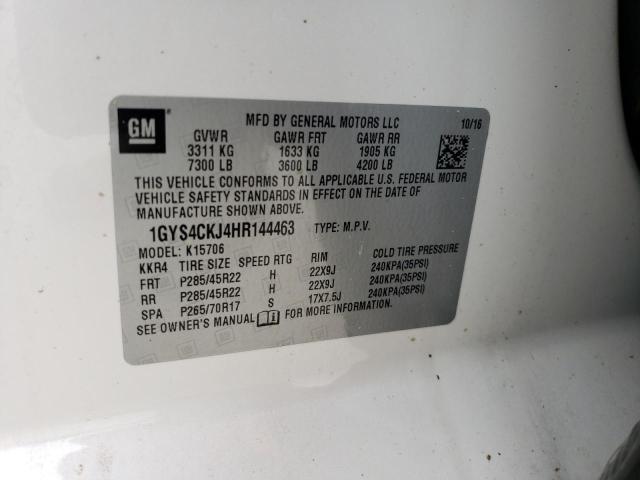 GM
MFD BY GENERAL MOTORS LLC 10/16
GVWR GAWR FRT GAWR RR
3311 KG 1633 KG 1905 KG
7300 LB 3600 LB 4200 LB
THIS VEHICLE CONFORMS TO ALL APPLICABLE U.S. FEDERAL MOTOR
VEHICLE SAFETY STANDARDS IN EFFECT ON THE DATE OF
MANUFACTURE SHOWN ABOVE.
1GYS4CKJ4HR144463 TYPE: M.P.V.
MODEL: K15706
KKR4 TIRE SIZE SPEED RTG RIM COLD TIRE PRESSURE
FRT P285/45R22 H 22X9J 240KPA(35PSI)
RR P285/45R22 H 22X9J 240KPA(35PSI)
SPA P265/70R17 S 17X7.5J 240KPA(35PSI)
SEE OWNER'S MANUAL FOR MORE INFORMATION.